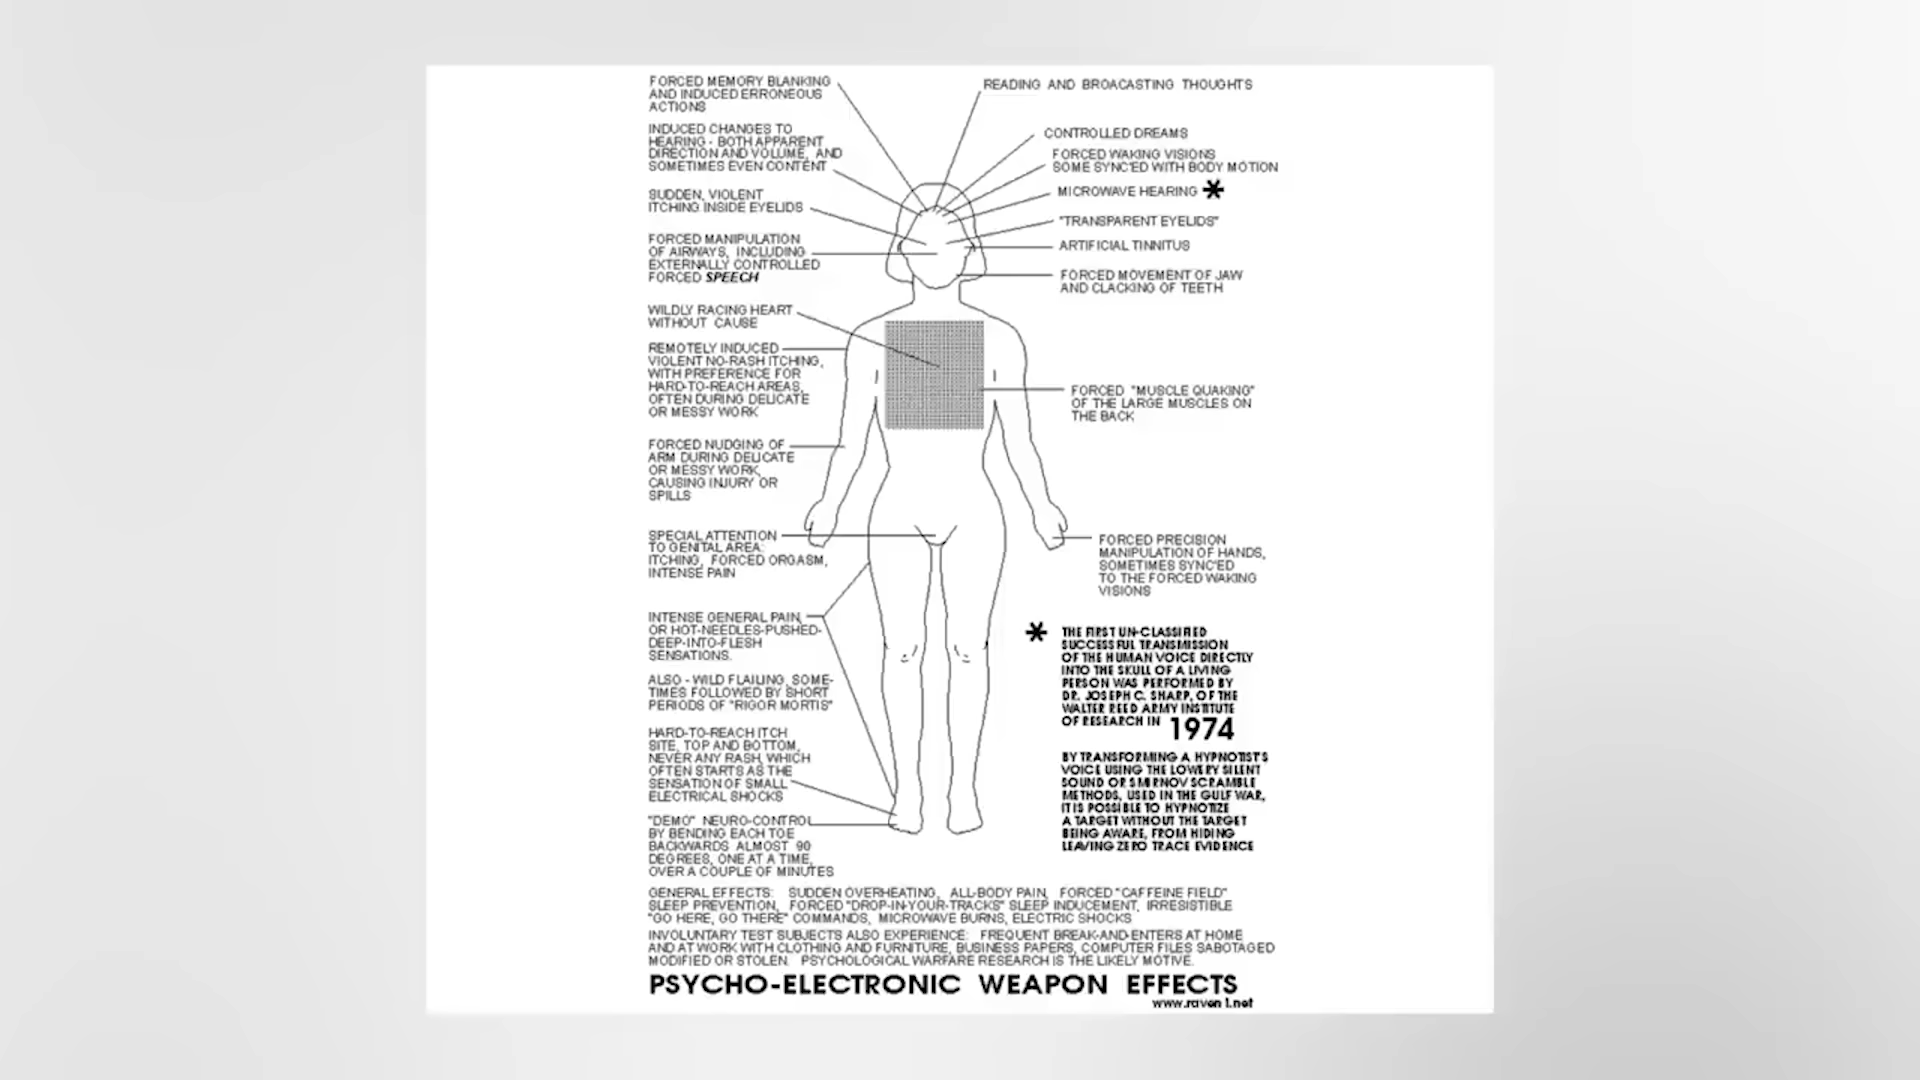 FORCED MEMORY BLANKING
AND INDUCED ERRONEOUS
ACTIONS
INDUCED CHANGES TO
HEARING - BOTH APPARENT
DIRECTION AND VOLUME, AND
SOMETIMES EVEN CONTENT
SUDDEN, VIOLENT
ITCHING INSIDE EYELIDS
FORCED MANIPULATION
OF AIRWAYS, INCLUDING
EXTERNALLY CONTROLLED
FORCED SPEECH
WILDLY RACING HEART
WITHOUT CAUSE
REMOTELY INDUCED
VIOLENT NO-RASH ITCHING,
WITH PREFERENCE FOR
HARD-TO-REACH AREAS,
OFTEN DURING DELICATE
OR MESSY WORK
FORCED NUDGING OF
ARM DURING DELICATE
OR MESSY WORK,
CAUSING INJURY OR
SPILLS
SPECIAL ATTENTION
TO GENITAL AREA:
ITCHING, FORCED ORGASM,
INTENSE PAIN
INTENSE GENERAL PAIN,
OR HOT-NEEDLES-PUSHED-
DEEP-INTO-FLESH
SENSATIONS.
ALSO - WILD FLAILING, SOME-
TIMES FOLLOWED BY SHORT
PERIODS OF "RIGOR MORTIS"
HARD-TO-REACH ITCH
SITE, TOP AND BOTTOM,
NEVER ANY RASH, WHICH
OFTEN STARTS AS THE
SENSATION OF SMALL
ELECTRICAL SHOCKS
"DEMO" NEURO-CONTROL
BY BENDING EACH TOE
BACKWARDS ALMOST 90
DEGREES, ONE AT A TIME,
OVER A COUPLE OF MINUTES
READING AND BROACASTING THOUGHTS
CONTROLLED DREAMS
FORCED WAKING VISIONS
SOME SYNC'ED WITH BODY MOTION
MICROWAVE HEARING *
"TRANSPARENT EYELIDS"
ARTIFICIAL TINNITUS
FORCED MOVEMENT OF JAW
AND CLACKING OF TEETH
FORCED "MUSCLE QUAKING"
OF THE LARGE MUSCLES ON
THE BACK
FORCED PRECISION
MANIPULATION OF HANDS,
SOMETIMES SYNC'ED
TO THE FORCED WAKING
VISIONS
* THE FIRST UN-CLASSIFIED
SUCCESSFUL TRANSMISSION
OF THE HUMAN VOICE DIRECTLY
INTO THE SKULL OF A LIVING
PERSON WAS PERFORMED BY
DR. JOSEPH C. SHARP, OF THE
WALTER REED ARMY INSTITUTE
OF RESEARCH IN 1974
BY TRANSFORMING A HYPNOTIST'S
VOICE USING THE LOWERY SILENT
SOUND OR SMIRNOV SCRAMBLE
METHODS, USED IN THE GULF WAR,
IT IS POSSIBLE TO HYPNOTIZE
A TARGET WITHOUT THE TARGET
BEING AWARE, FROM HIDING
LEAVING ZERO TRACE EVIDENCE
GENERAL EFFECTS: SUDDEN OVERHEATING, ALL-BODY PAIN, FORCED "CAFFEINE FIELD"
SLEEP PREVENTION, FORCED "DROP-IN-YOUR-TRACKS" SLEEP INDUCEMENT, IRRESISTIBLE
"GO HERE, GO THERE" COMMANDS, MICROWAVE BURNS, ELECTRIC SHOCKS
INVOLUNTARY TEST SUBJECTS ALSO EXPERIENCE: FREQUENT BREAK-AND-ENTERS AT HOME
AND AT WORK WITH CLOTHING AND FURNITURE, BUSINESS PAPERS, COMPUTER FILES SABOTAGED
MODIFIED OR STOLEN. PSYCHOLOGICAL WARFARE RESEARCH IS THE LIKELY MOTIVE.
PSYCHO-ELECTRONIC WEAPON EFFECTS
www.raven1.net